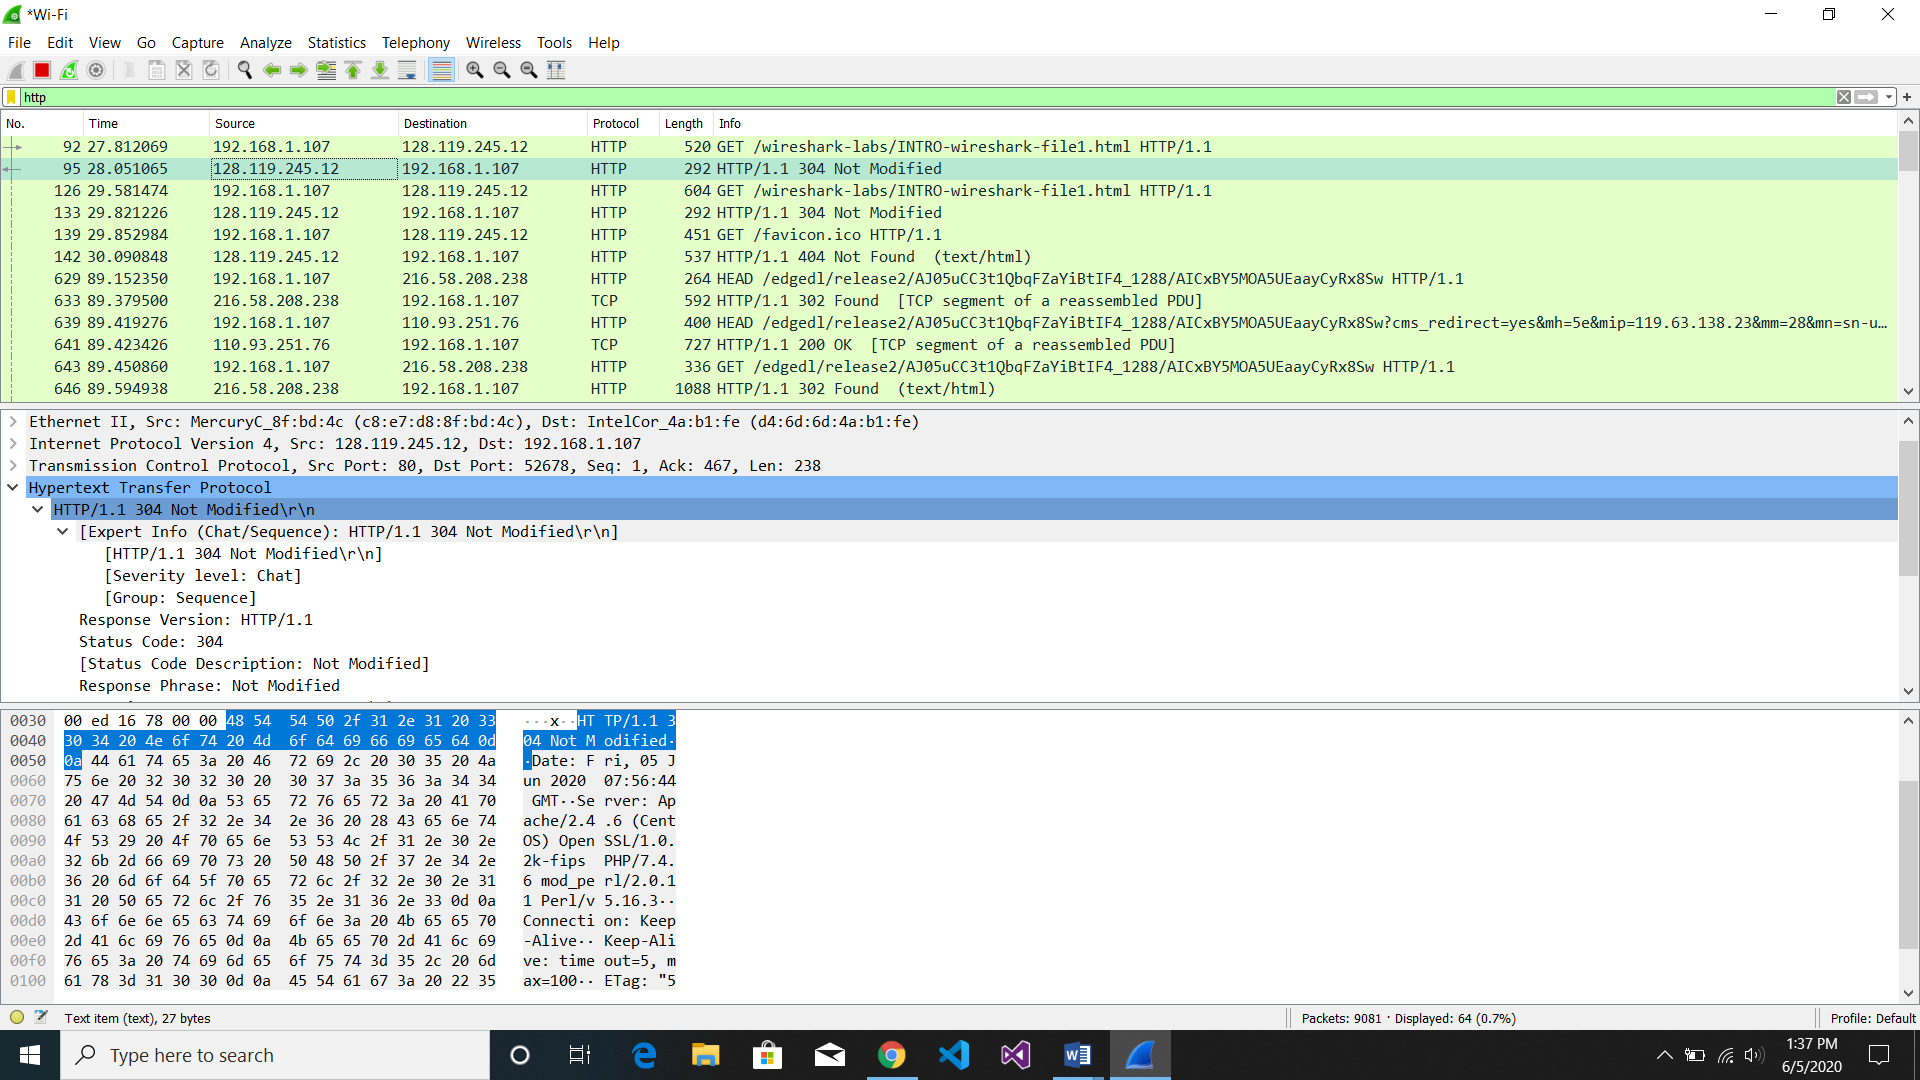 *Wi-Fi
File Edit View Go Capture Analyze Statistics Telephony Wireless Tools Help
http
No. Time Source Destination Protocol Length Info
92 27.812069 192.168.1.107 128.119.245.12 HTTP 520 GET /wireshark-labs/INTRO-wireshark-file1.html HTTP/1.1
95 28.051065 128.119.245.12 192.168.1.107 HTTP 292 HTTP/1.1 304 Not Modified
126 29.581474 192.168.1.107 128.119.245.12 HTTP 604 GET /wireshark-labs/INTRO-wireshark-file1.html HTTP/1.1
133 29.821226 128.119.245.12 192.168.1.107 HTTP 292 HTTP/1.1 304 Not Modified
139 29.852984 192.168.1.107 128.119.245.12 HTTP 451 GET /favicon.ico HTTP/1.1
142 30.090848 128.119.245.12 192.168.1.107 HTTP 537 HTTP/1.1 404 Not Found (text/html)
629 89.152350 192.168.1.107 216.58.208.238 HTTP 264 HEAD /edgedl/release2/AJ05uCC3t1QbqFZaYiBtIF4_1288/AICxBY5MOA5UEaayCyRx8Sw HTTP/1.1
633 89.379500 216.58.208.238 192.168.1.107 TCP 592 HTTP/1.1 302 Found [TCP segment of a reassembled PDU]
639 89.419276 192.168.1.107 110.93.251.76 HTTP 400 HEAD /edgedl/release2/AJ05uCC3t1QbqFZaYiBtIF4_1288/AICxBY5MOA5UEaayCyRx8Sw?cms_redirect=yes&mh=5e&mip=119.63.138.23&mm=28&mn=sn-u…
641 89.423426 110.93.251.76 192.168.1.107 TCP 727 HTTP/1.1 200 OK [TCP segment of a reassembled PDU]
643 89.450860 192.168.1.107 216.58.208.238 HTTP 336 GET /edgedl/release2/AJ05uCC3t1QbqFZaYiBtIF4_1288/AICxBY5MOA5UEaayCyRx8Sw HTTP/1.1
646 89.594938 216.58.208.238 192.168.1.107 HTTP 1088 HTTP/1.1 302 Found (text/html)
Ethernet II, Src: MercuryC_8f:bd:4c (c8:e7:d8:8f:bd:4c), Dst: IntelCor_4a:b1:fe (d4:6d:6d:4a:b1:fe)
Internet Protocol Version 4, Src: 128.119.245.12, Dst: 192.168.1.107
Transmission Control Protocol, Src Port: 80, Dst Port: 52678, Seq: 1, Ack: 467, Len: 238
Hypertext Transfer Protocol
HTTP/1.1 304 Not Modified\r\n
[Expert Info (Chat/Sequence): HTTP/1.1 304 Not Modified\r\n]
[HTTP/1.1 304 Not Modified\r\n]
[Severity level: Chat]
[Group: Sequence]
Response Version: HTTP/1.1
Status Code: 304
[Status Code Description: Not Modified]
Response Phrase: Not Modified
0030 00 ed 16 78 00 00 48 54 54 50 2f 31 2e 31 20 33 ···x··HT TP/1.1 3
0040 30 34 20 4e 6f 74 20 4d 6f 64 69 66 69 65 64 0d 04 Not M odified·
0050 0a 44 61 74 65 3a 20 46 72 69 2c 20 30 35 20 4a ·Date: F ri, 05 J
0060 75 6e 20 32 30 32 30 20 30 37 3a 35 36 3a 34 34 un 2020 07:56:44
0070 20 47 4d 54 0d 0a 53 65 72 76 65 72 3a 20 41 70 GMT··Se rver: Ap
0080 61 63 68 65 2f 32 2e 34 2e 36 20 28 43 65 6e 74 ache/2.4 .6 (Cent
0090 4f 53 29 20 4f 70 65 6e 53 53 4c 2f 31 2e 30 2e OS) Open SSL/1.0.
00a0 32 6b 2d 66 69 70 73 20 50 48 50 2f 37 2e 34 2e 2k-fips PHP/7.4.
00b0 36 20 6d 6f 64 5f 70 65 72 6c 2f 32 2e 30 2e 31 6 mod_pe rl/2.0.1
00c0 31 20 50 65 72 6c 2f 76 35 2e 31 36 2e 33 0d 0a 1 Perl/v 5.16.3··
00d0 43 6f 6e 6e 65 63 74 69 6f 6e 3a 20 4b 65 65 70 Connecti on: Keep
00e0 2d 41 6c 69 76 65 0d 0a 4b 65 65 70 2d 41 6c 69 -Alive·· Keep-Ali
00f0 76 65 3a 20 74 69 6d 65 6f 75 74 3d 35 2c 20 6d ve: time out=5, m
0100 61 78 3d 31 30 30 0d 0a 45 54 61 67 3a 20 22 35 ax=100·· ETag: "5
Text item (text), 27 bytes Packets: 9081 · Displayed: 64 (0.7%) Profile: Default
Type here to search
1:37 PM
6/5/2020